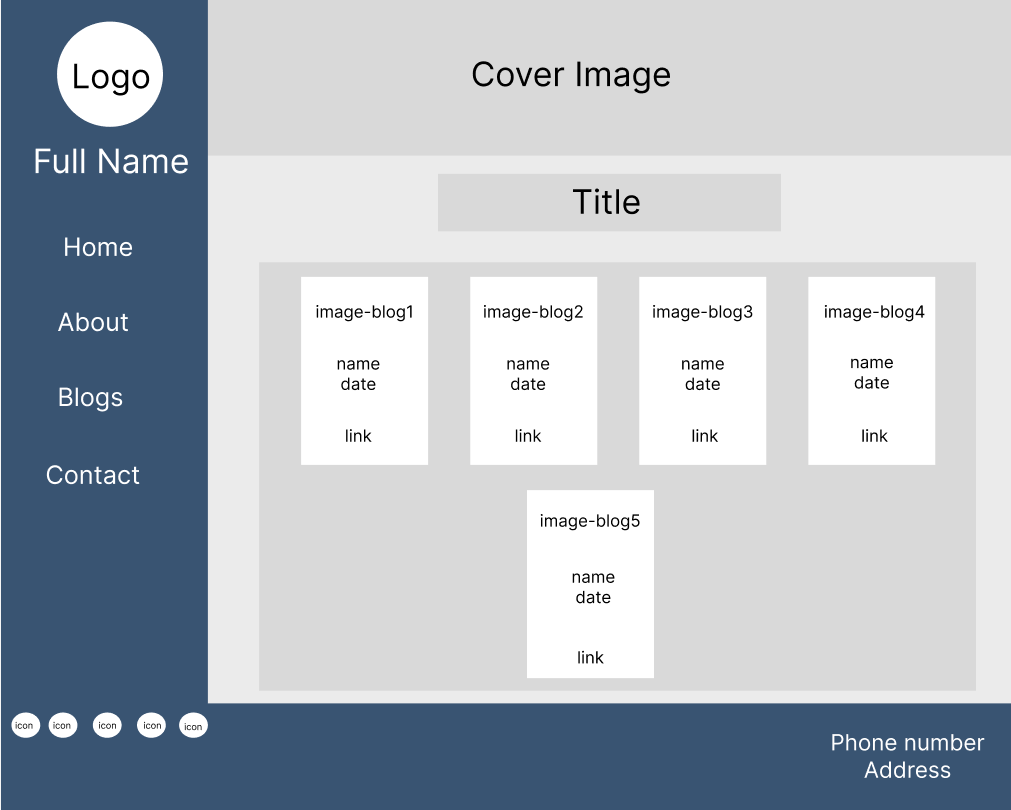 Logo
Full Name
Home
About
Blogs
Contact
Cover Image
Title
image-blog1
name
date
link
image-blog2
name
date
link
image-blog3
name
date
link
image-blog4
name
date
link
image-blog5
name
date
link
icon
icon
icon
icon
icon
Phone number
Address